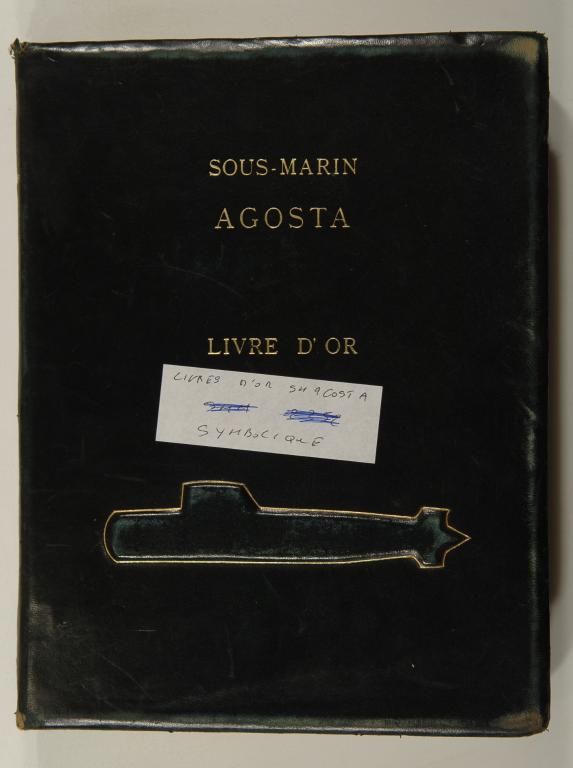 SOUS-MARIN
AGOSTA
LIVRE D'OR
LIVRES D'OR SM AGOSTA
SYMBOLIQUE